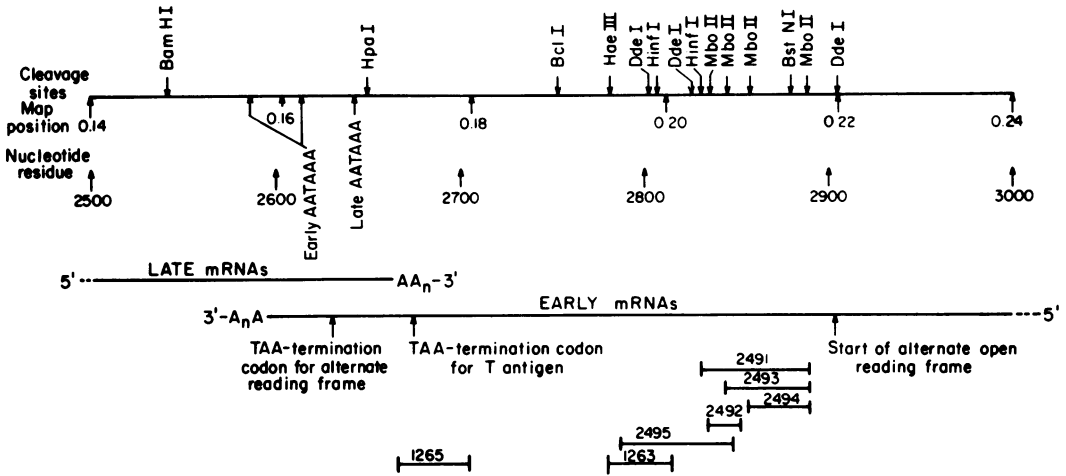 Bam H I
Hpa I
Bcl I
Hae III
Dde I
Hinf I
Dde I
Hinf I
Mbo II
Mbo II
Mbo II
Bst N I
Mbo II
Dde I
Cleavage
sites
Map
position 0.14
0.16
0.18
0.20
0.22
0.24
Early AATAAA
Late AATAAA
Nucleotide
residue
2500
2600
2700
2800
2900
3000
5' LATE mRNAs AAn-3'
3'-AnA EARLY mRNAs 5'
TAA-termination
codon for alternate
reading frame
TAA-termination codon
for T antigen
Start of alternate open
reading frame
2491
2493
2494
2492
2495
1265
1263